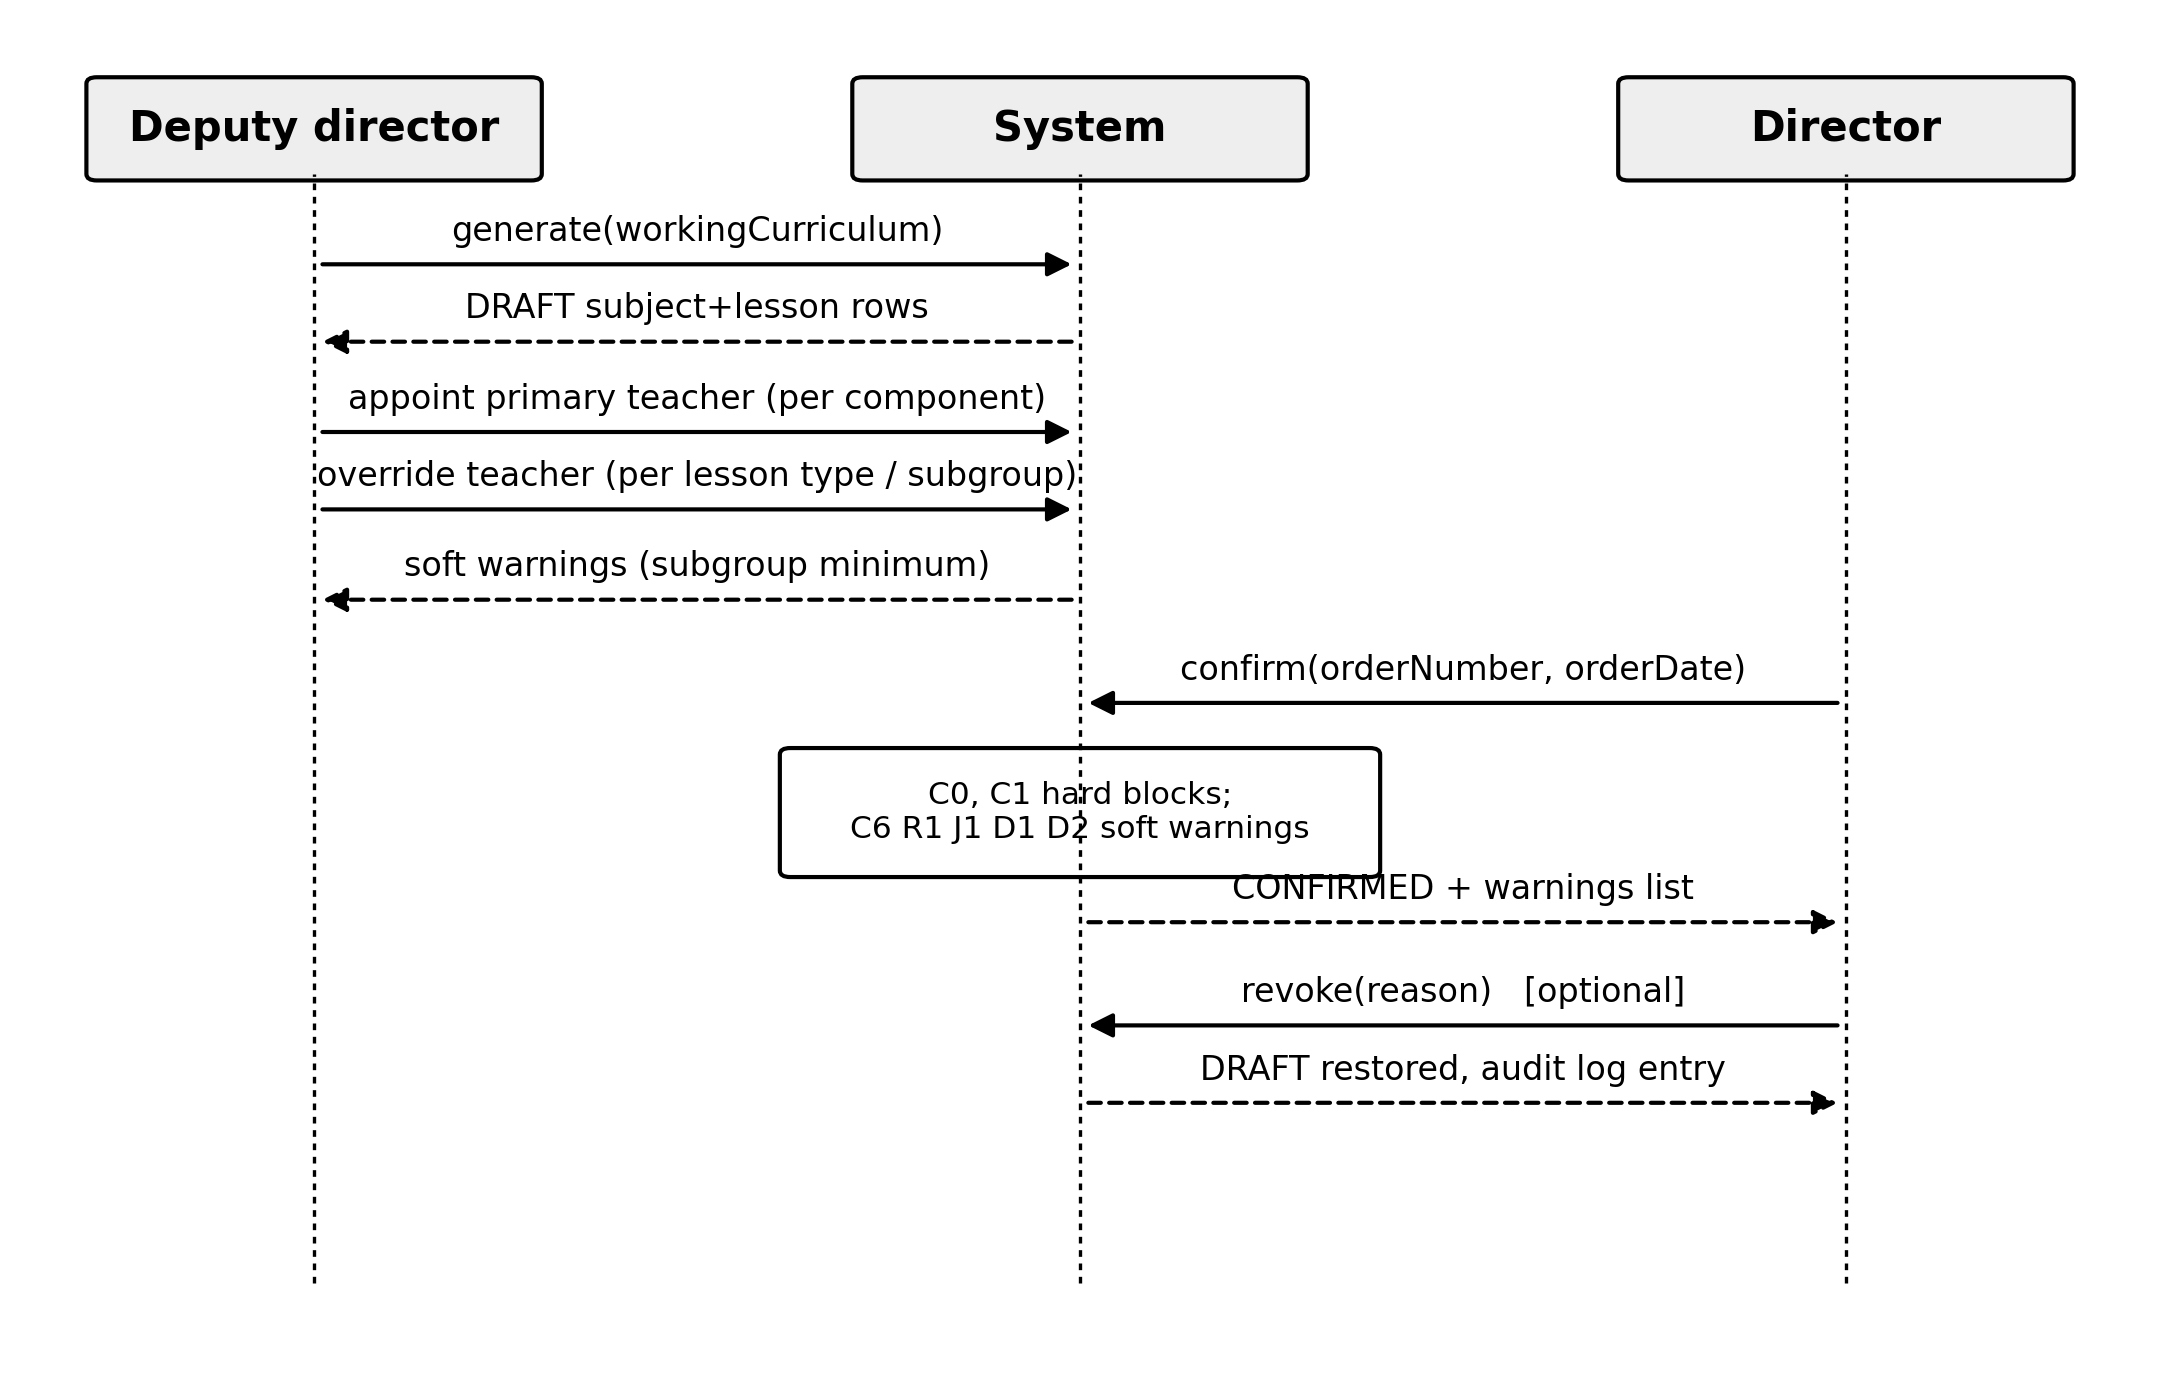 Deputy director
System
Director
generate(workingCurriculum)
DRAFT subject+lesson rows
appoint primary teacher (per component)
override teacher (per lesson type / subgroup)
soft warnings (subgroup minimum)
confirm(orderNumber, orderDate)
C0, C1 hard blocks;
C6 R1 J1 D1 D2 soft warnings
CONFIRMED + warnings list
revoke(reason)   [optional]
DRAFT restored, audit log entry